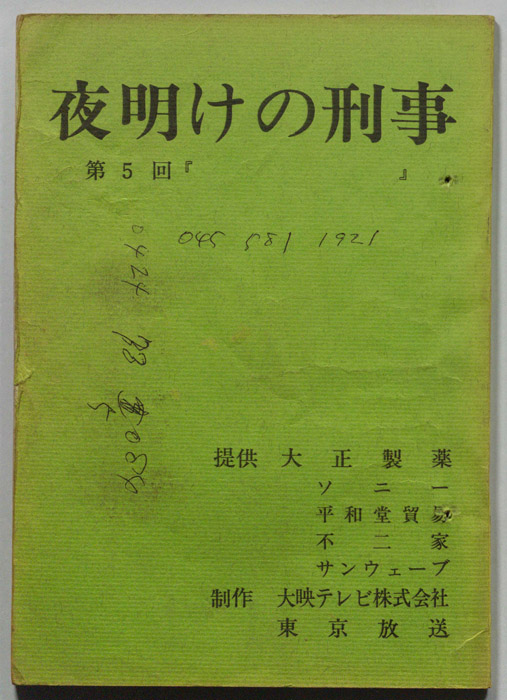 夜明けの刑事
第5回『 』
045 581 1921
0424
提供 大正製薬
ソニー
平和堂貿易
不二家
サンウェーブ
制作 大映テレビ株式会社
東京放送